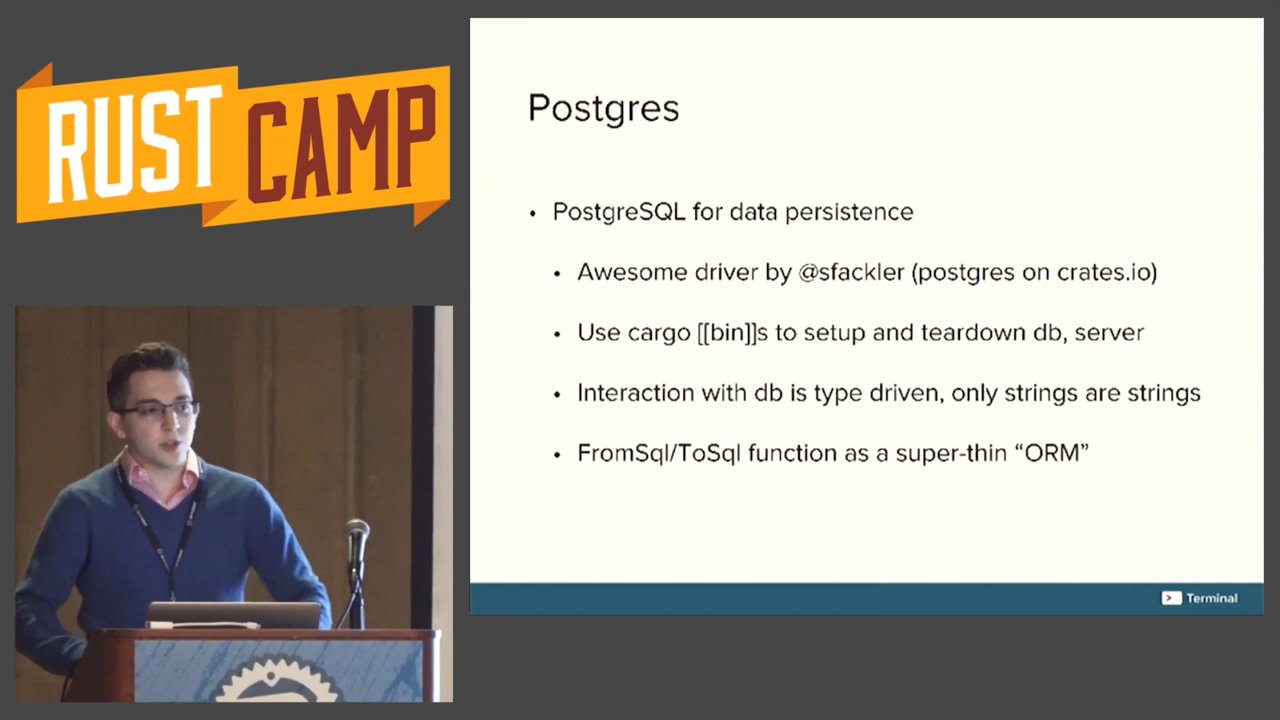 RUST CAMP
Postgres
• PostgreSQL for data persistence
• Awesome driver by @sfackler (postgres on crates.io)
• Use cargo [[bin]]s to setup and teardown db, server
• Interaction with db is type driven, only strings are strings
• FromSql/ToSql function as a super-thin “ORM”
Terminal